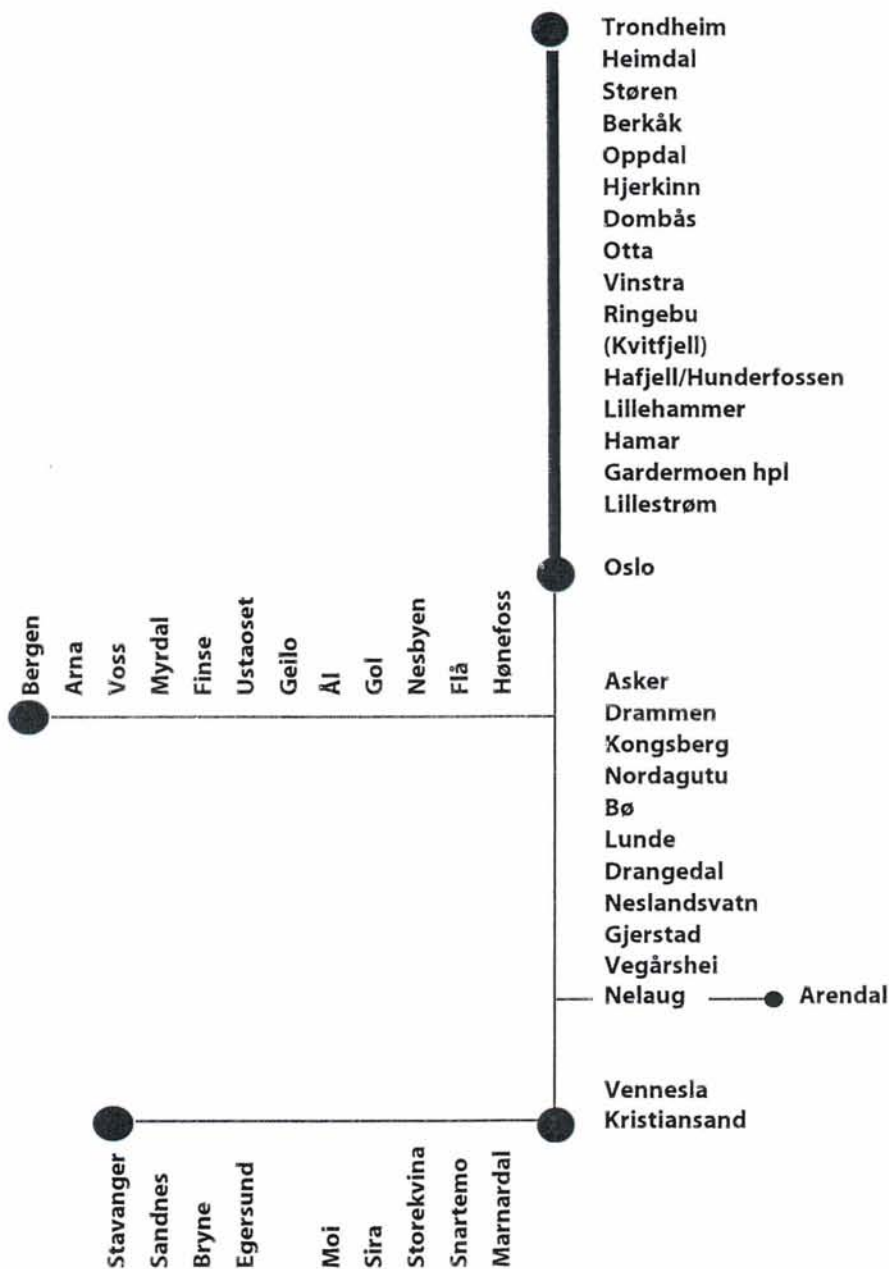 Trondheim
Heimdal
Støren
Berkåk
Oppdal
Hjerkinn
Dombås
Otta
Vinstra
Ringebu
(Kvitfjell)
Hafjell/Hunderfossen
Lillehammer
Hamar
Gardermoen hpl
Lillestrøm
Oslo
Bergen
Arna
Voss
Myrdal
Finse
Ustaoset
Geilo
Ål
Gol
Nesbyen
Flå
Hønefoss
Asker
Drammen
Kongsberg
Nordagutu
Bø
Lunde
Drangedal
Neslandsvatn
Gjerstad
Vegårshei
Nelaug Arendal
Vennesla
Kristiansand
Stavanger
Sandnes
Bryne
Egersund
Moi
Sira
Storekvina
Snartemo
Marnardal